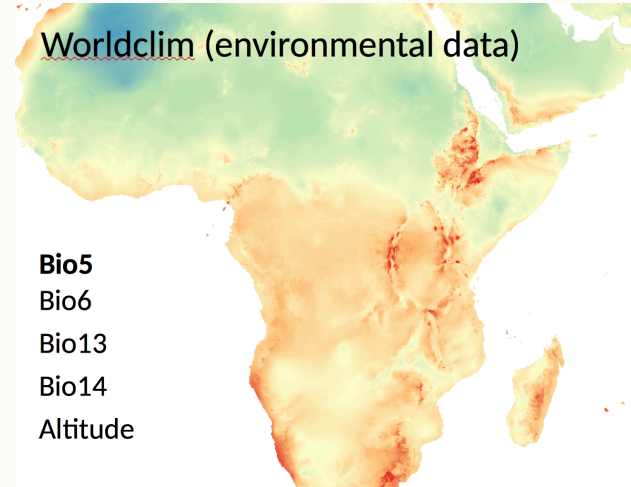 Worldclim (environmental data)
Bio5
Bio6
Bio13
Bio14
Altitude